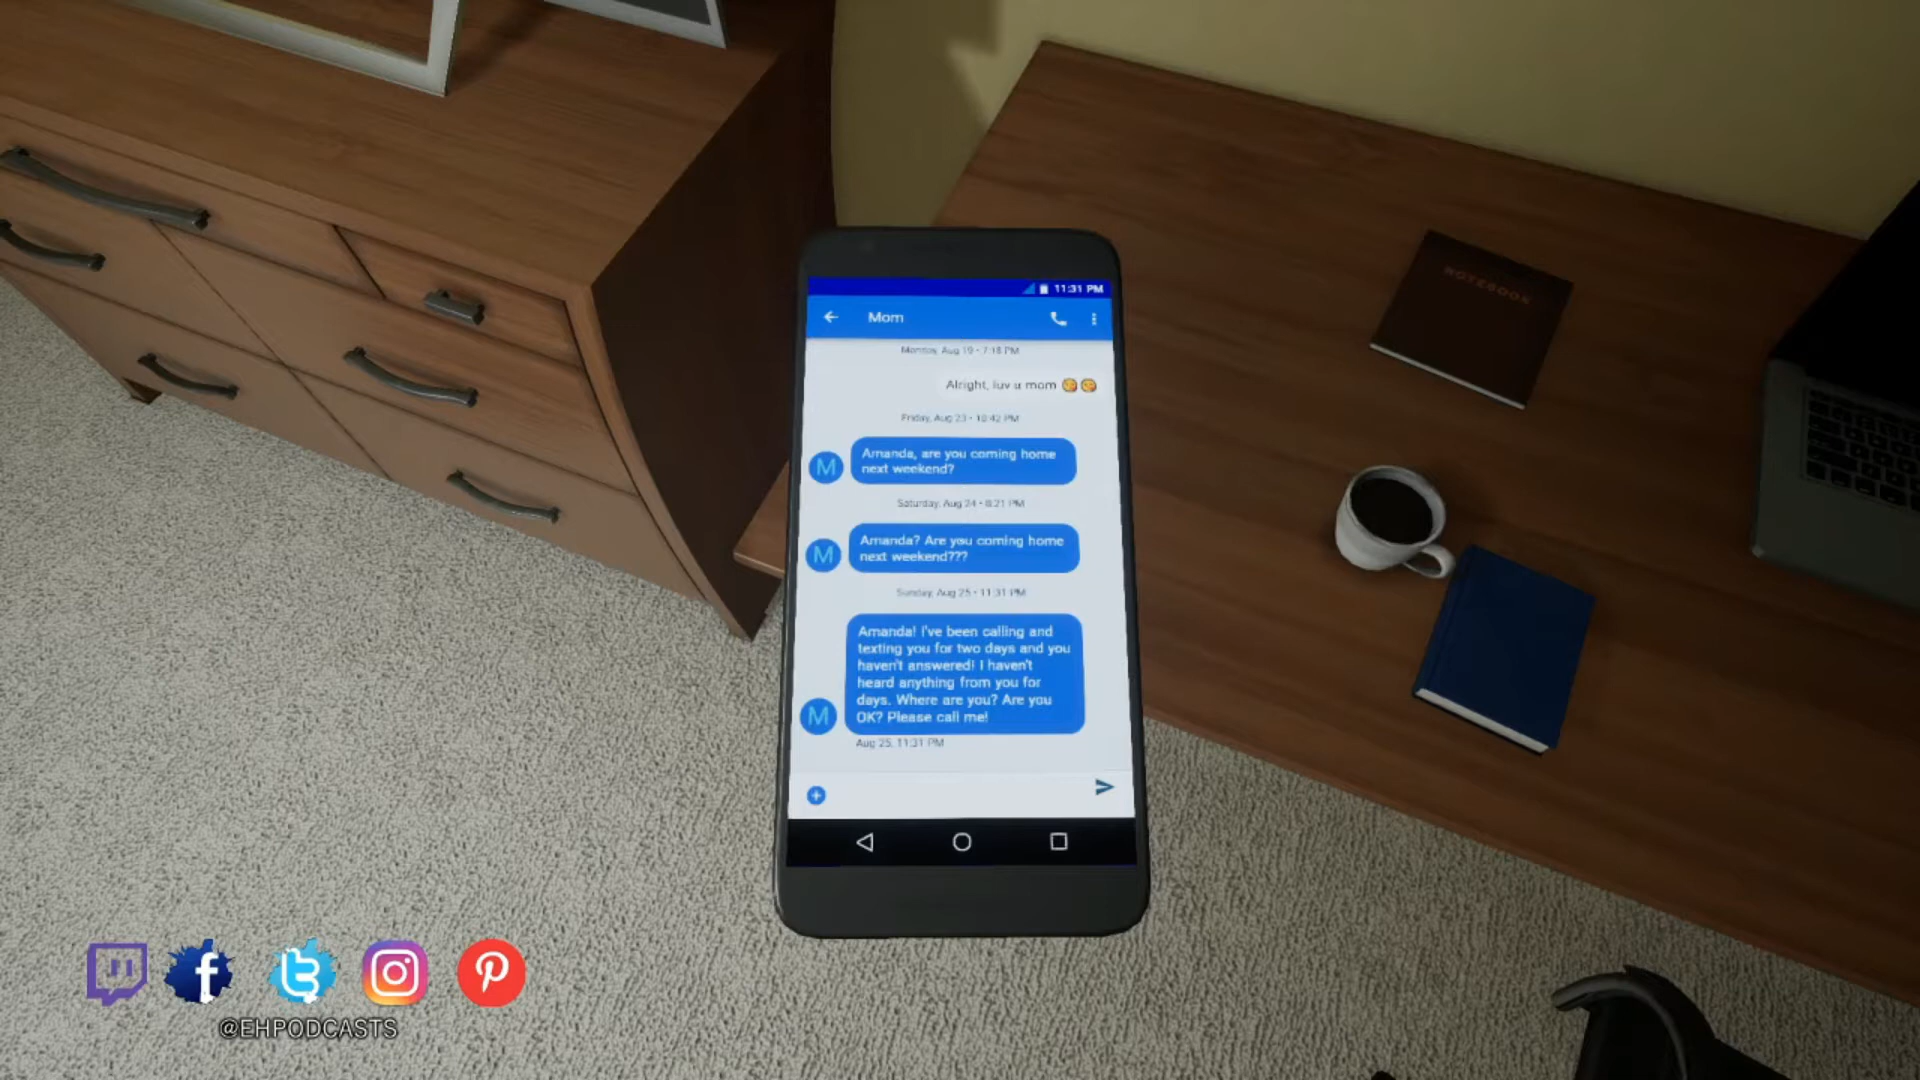 11:31 PM
Mom
Monday, Aug 19 • 7:18 PM
Alright, luv u mom 😋😋
Friday, Aug 23 • 10:42 PM
Amanda, are you coming home
next weekend?
M
Saturday, Aug 24 • 8:21 PM
Amanda? Are you coming home
next weekend???
M
Sunday, Aug 25 • 11:31 PM
Amanda! I've been calling and
texting you for two days and you
haven't answered! I haven't
heard anything from you for
days. Where are you? Are you
OK? Please call me!
M
Aug 25, 11:31 PM
NOTEBOOK
@EHPODCASTS